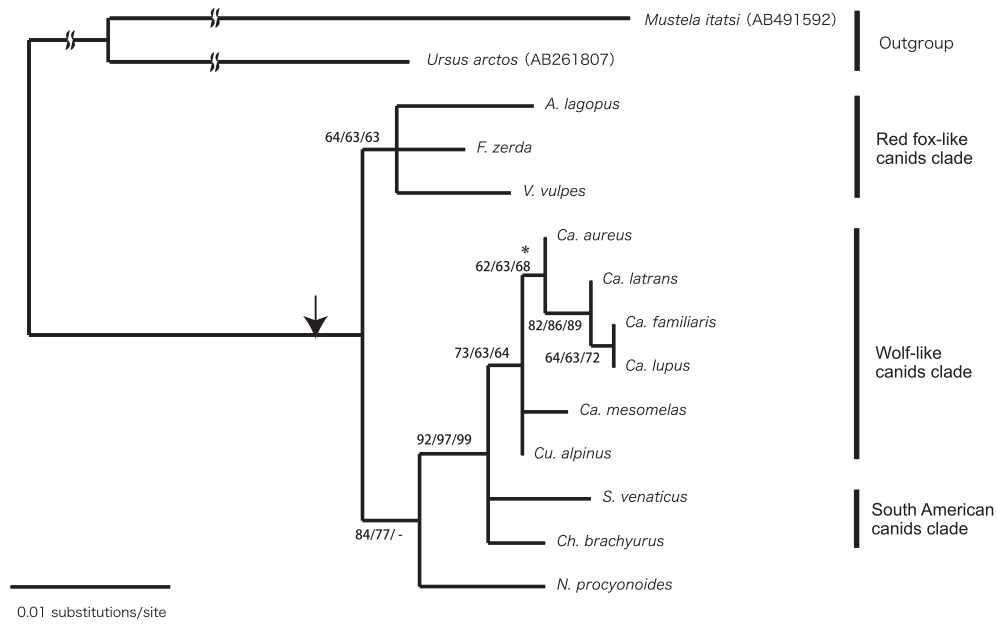 Mustela itatsi (AB491592)
Outgroup
Ursus arctos (AB261807)
A. lagopus
64/63/63
Red fox-like
canids clade
F. zerda
V. vulpes
Ca. aureus
*
62/63/68
Ca. latrans
82/86/89
Ca. familiaris
64/63/72
Ca. lupus
Wolf-like
canids clade
73/63/64
Ca. mesomelas
92/97/99
Cu. alpinus
S. venaticus
South American
canids clade
84/77/ -
Ch. brachyurus
N. procyonoides
0.01 substitutions/site